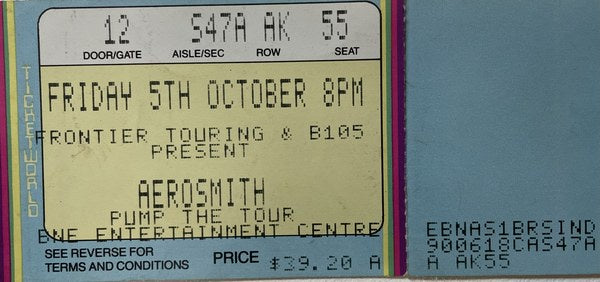 12 S47A AK 55
DOOR/GATE AISLE/SEC ROW SEAT
FRIDAY 5TH OCTOBER 8PM
FRONTIER TOURING & B105
PRESENT
AEROSMITH
PUMP THE TOUR
BNE ENTERTAINMENT CENTRE
SEE REVERSE FOR
TERMS AND CONDITIONS
PRICE $39.20 A
TICKETWORLD
EBNAS1BRSIND
900618CAS47A
A AK55